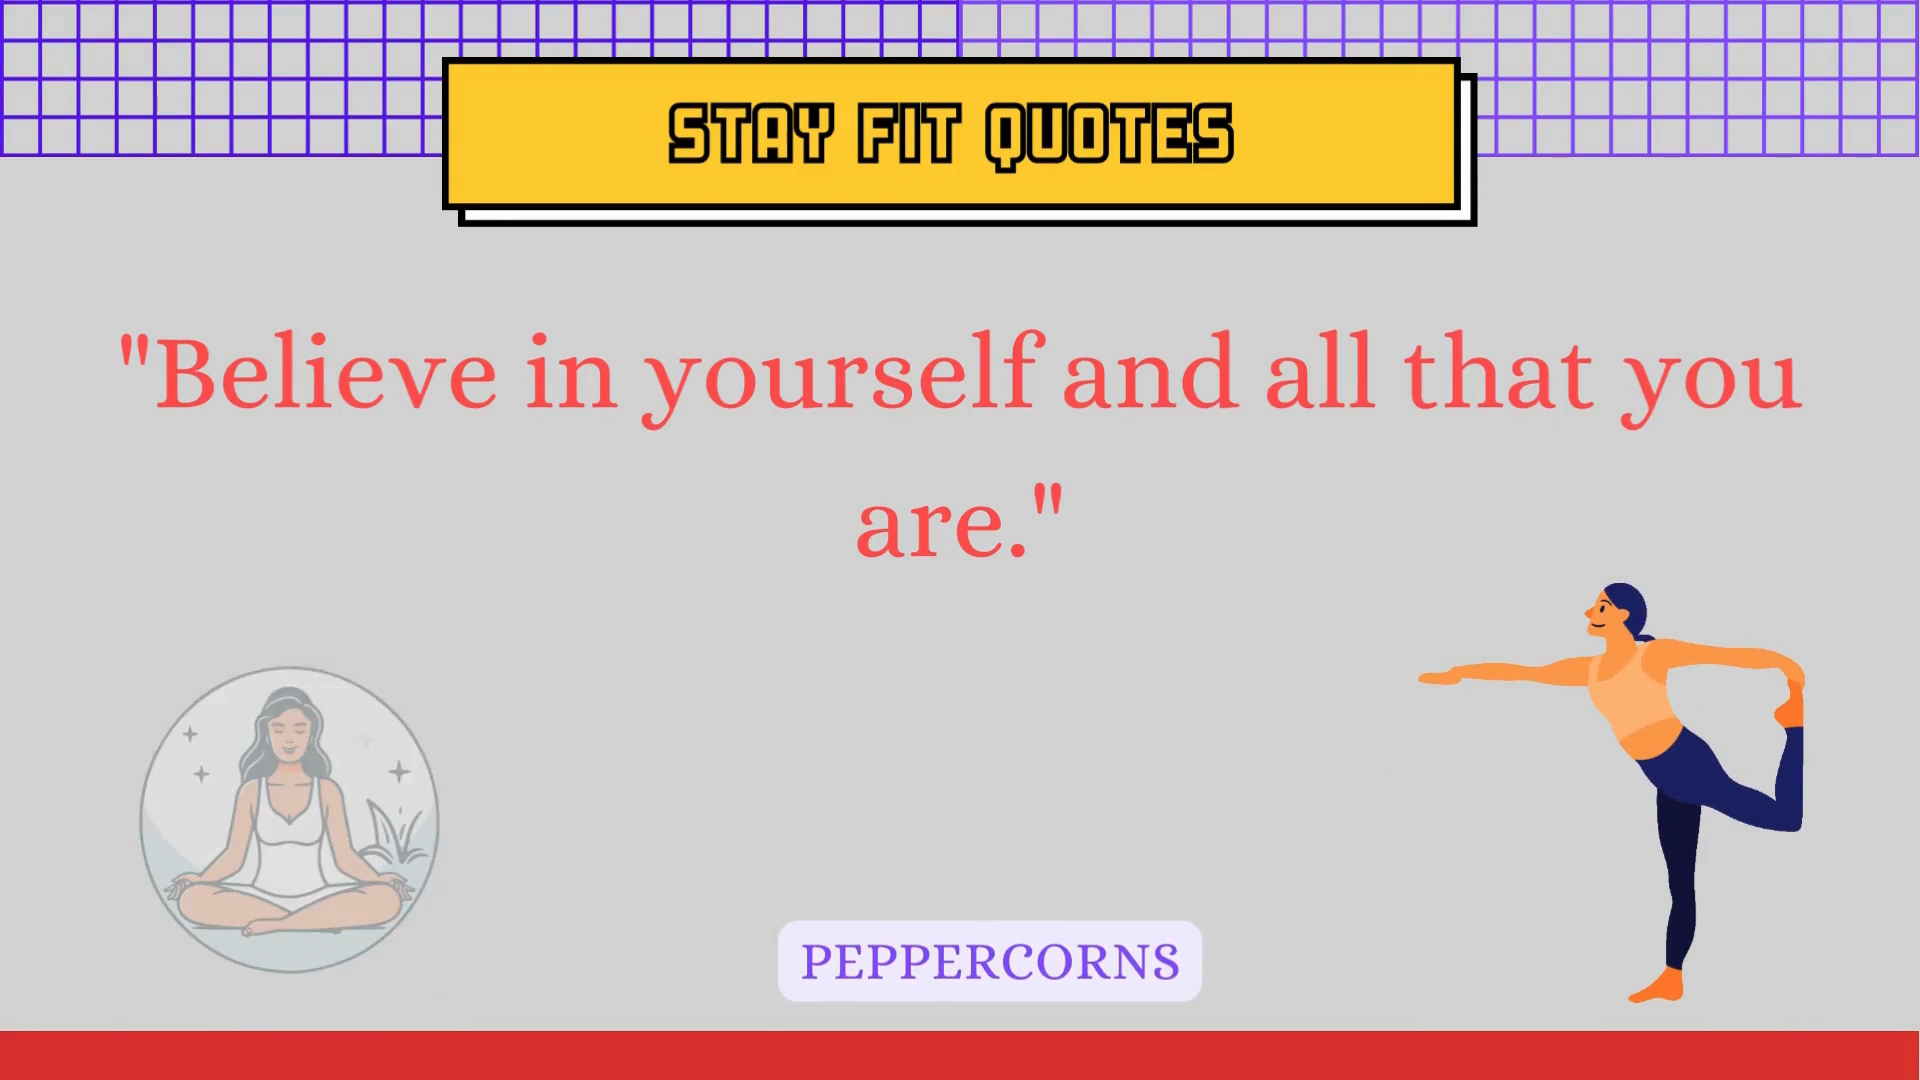 STAY FIT QUOTES
"Believe in yourself and all that you
are."
PEPPERCORNS